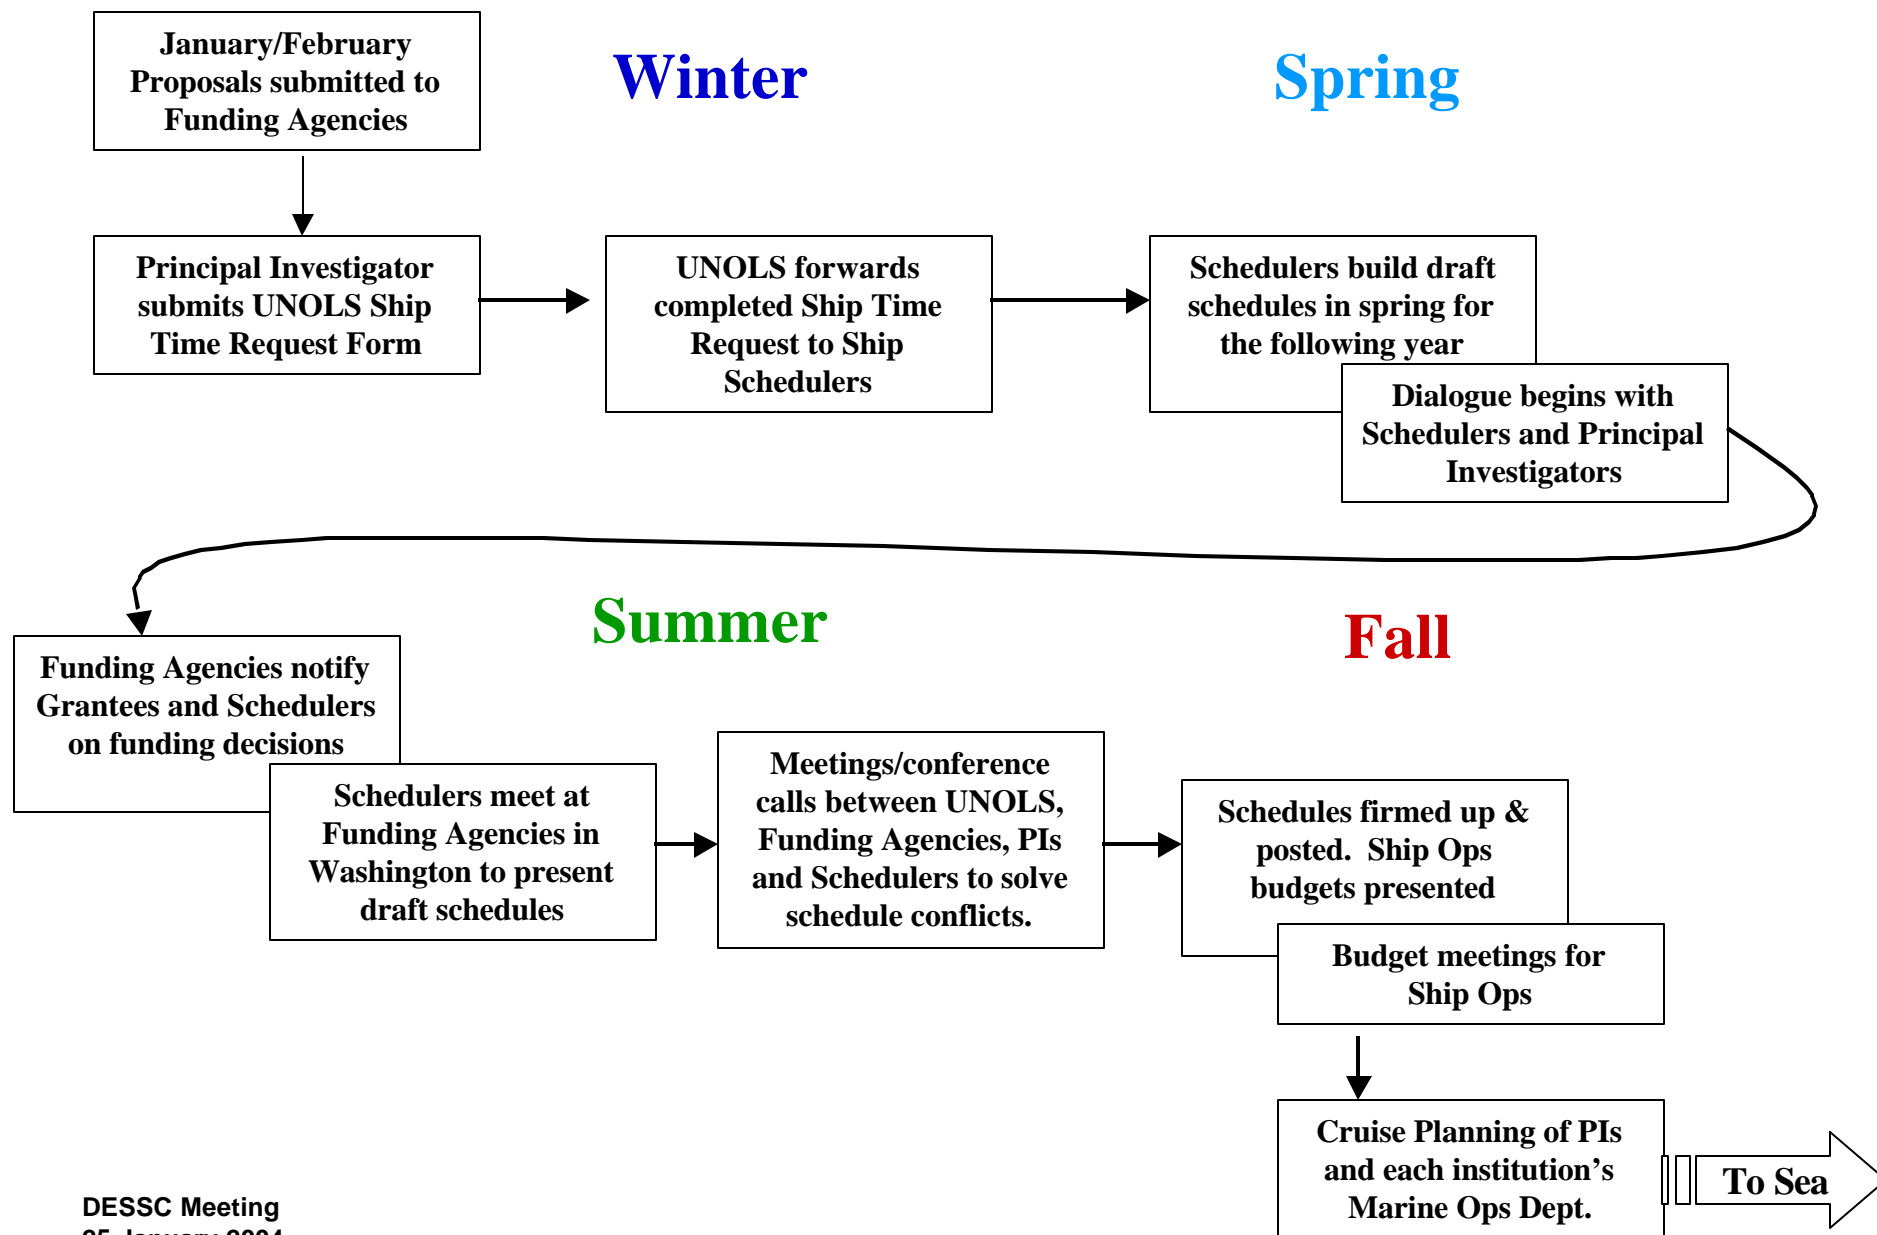 January/February
Proposals submitted to
Funding Agencies
Winter
Spring
Principal Investigator
submits UNOLS Ship
Time Request Form
UNOLS forwards
completed Ship Time
Request to Ship
Schedulers
Schedulers build draft
schedules in spring for
the following year
Dialogue begins with
Schedulers and Principal
Investigators
Summer
Fall
Funding Agencies notify
Grantees and Schedulers
on funding decisions
Schedulers meet at
Funding Agencies in
Washington to present
draft schedules
Meetings/conference
calls between UNOLS,
Funding Agencies, PIs
and Schedulers to solve
schedule conflicts.
Schedules firmed up &
posted.  Ship Ops
budgets presented
Budget meetings for
Ship Ops
Cruise Planning of PIs
and each institution’s
Marine Ops Dept.
To Sea
DESSC Meeting
January